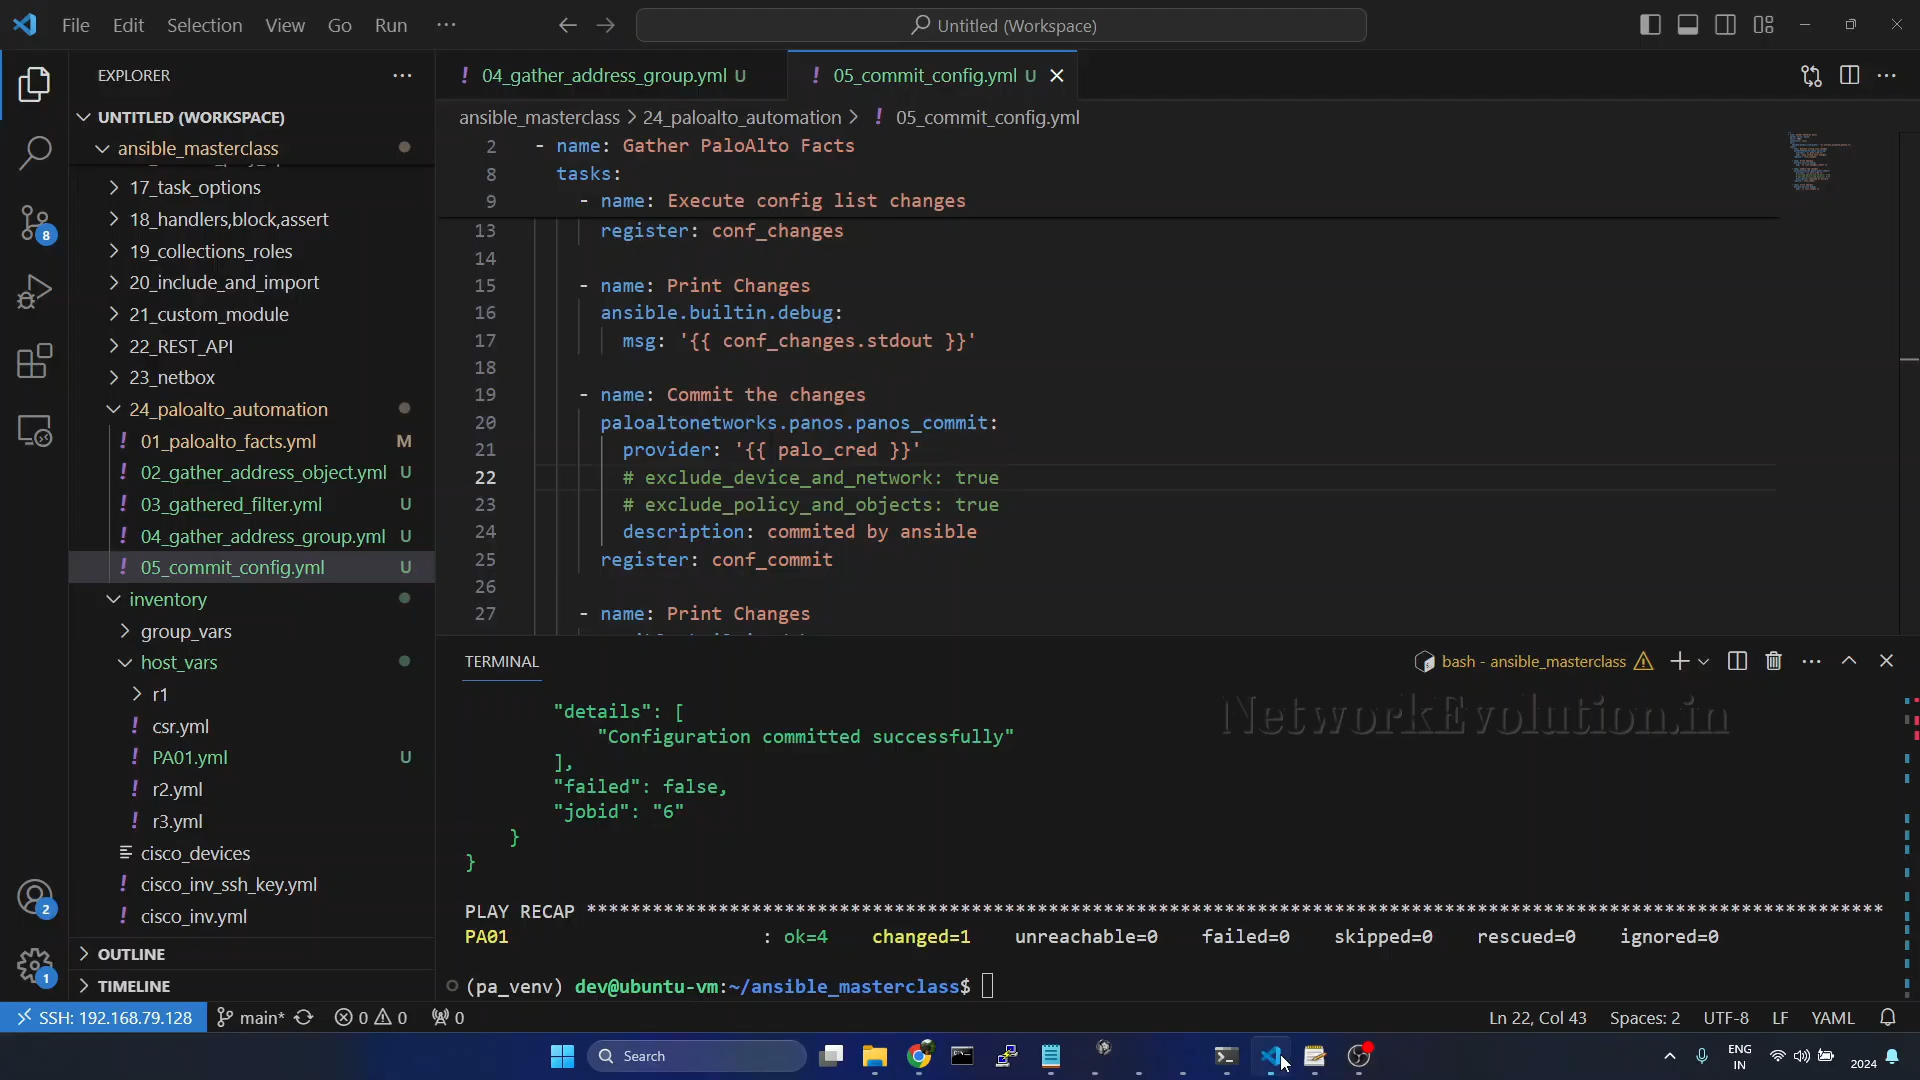 File Edit Selection View Go Run ··· Untitled (Workspace)
EXPLORER ···
04_gather_address_group.yml U
05_commit_config.yml U
UNTITLED (WORKSPACE)
ansible_masterclass
17_task_options
18_handlers,block,assert
19_collections_roles
20_include_and_import
21_custom_module
22_REST_API
23_netbox
24_paloalto_automation
01_paloalto_facts.yml M
02_gather_address_object.yml U
03_gathered_filter.yml U
04_gather_address_group.yml U
05_commit_config.yml U
inventory
group_vars
host_vars
r1
csr.yml
PA01.yml U
r2.yml
r3.yml
cisco_devices
cisco_inv_ssh_key.yml
cisco_inv.yml
OUTLINE
TIMELINE
8
2
1
ansible_masterclass > 24_paloalto_automation > ! 05_commit_config.yml
2 - name: Gather PaloAlto Facts
8 tasks:
9 - name: Execute config list changes
13 register: conf_changes
14
15 - name: Print Changes
16 ansible.builtin.debug:
17 msg: '{{ conf_changes.stdout }}'
18
19 - name: Commit the changes
20 paloaltonetworks.panos.panos_commit:
21 provider: '{{ palo_cred }}'
22 # exclude_device_and_network: true
23 # exclude_policy_and_objects: true
24 description: commited by ansible
25 register: conf_commit
26
27 - name: Print Changes
TERMINAL
bash - ansible_masterclass
NetworkEvolution.in
"details": [
"Configuration committed successfully"
],
"failed": false,
"jobid": "6"
}
}
PLAY RECAP ***********************************************************************************************************************
PA01 : ok=4 changed=1 unreachable=0 failed=0 skipped=0 rescued=0 ignored=0
(pa_venv) dev@ubuntu-vm:~/ansible_masterclass$
SSH: 192.168.79.128 main* 0 0 0 Ln 22, Col 43 Spaces: 2 UTF-8 LF YAML
Search
ENG
IN
2024